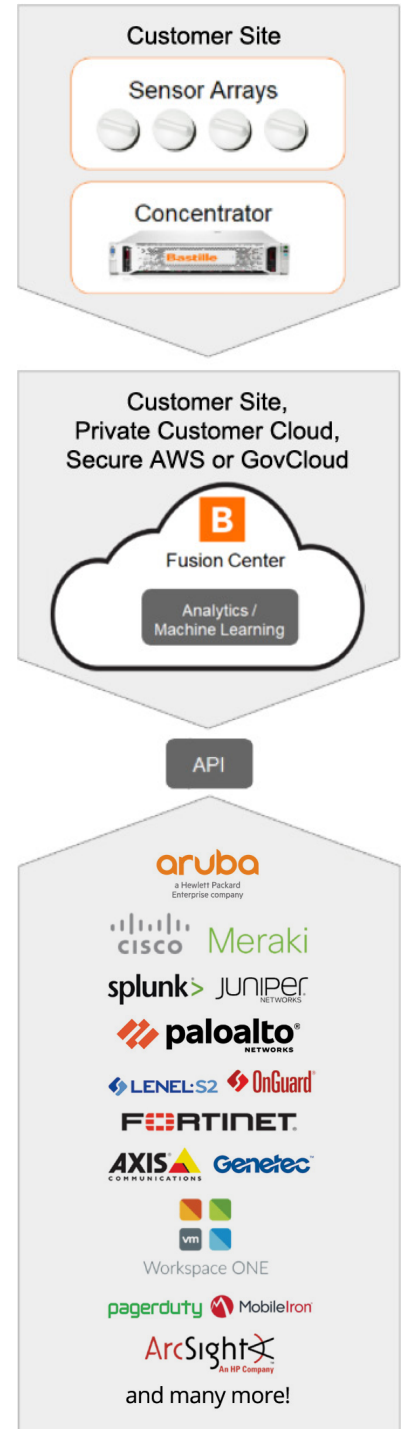 Customer Site
Sensor Arrays
Concentrator
Bastille
Customer Site,
Private Customer Cloud,
Secure AWS or GovCloud
B
Fusion Center
Analytics /
Machine Learning
API
aruba
a Hewlett Packard
Enterprise company
CISCO Meraki
splunk> JUNIPER
NETWORKS
paloalto®
NETWORKS
LENEL:S2 OnGuard®
FORTINET.
AXIS Genetec™
COMMUNICATIONS
vm
Workspace ONE
pagerduty MobileIron
ArcSight
An HP Company
and many more!